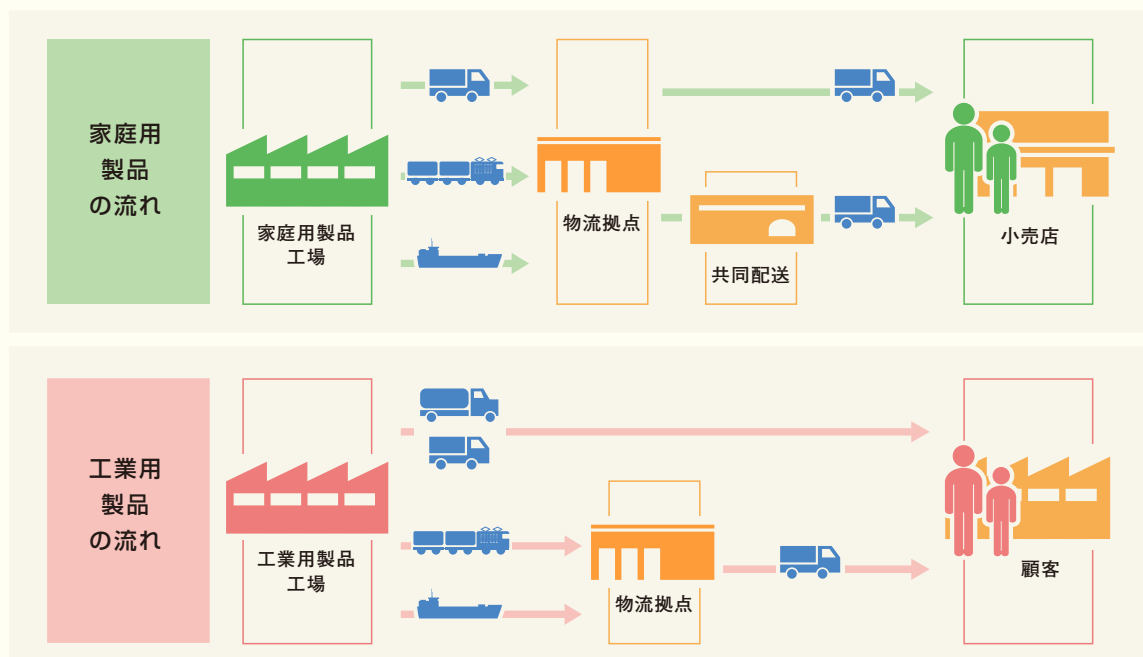 家庭用
製品
の流れ
家庭用製品
工場
物流拠点
共同配送
小売店
工業用
製品
の流れ
工業用製品
工場
物流拠点
顧客